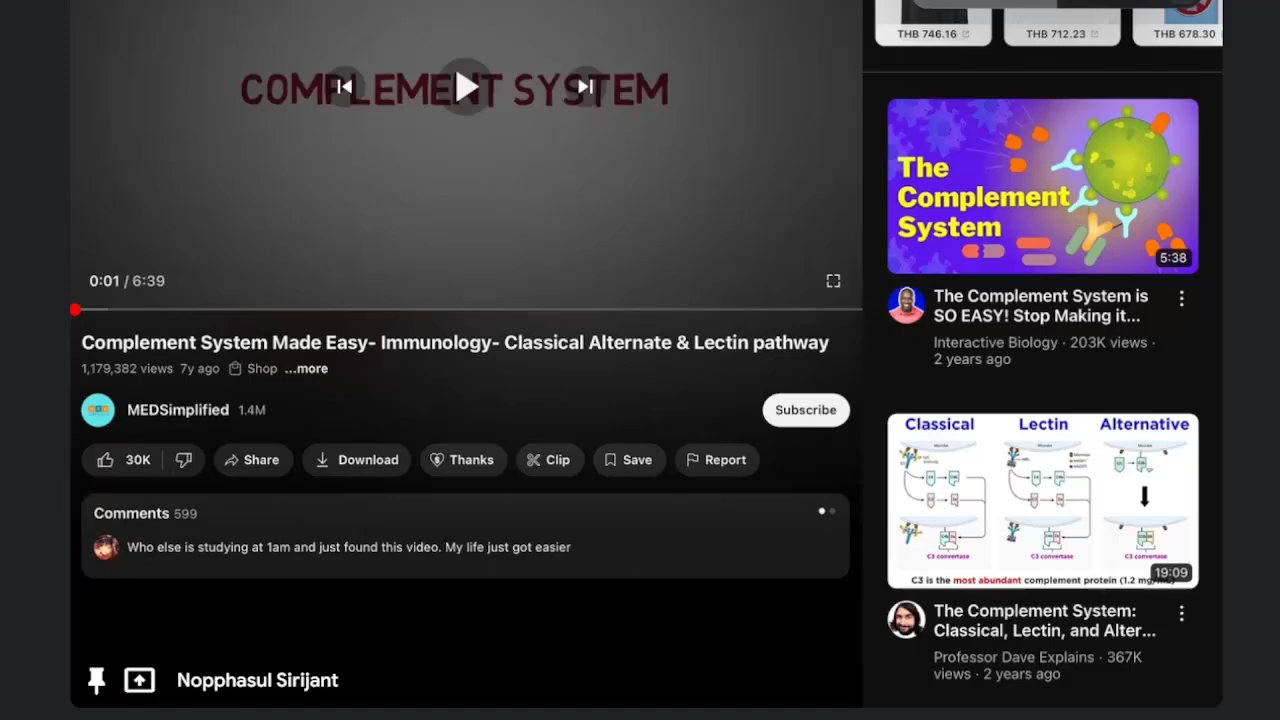 COMPLEMENT SYSTEM
0:01 / 6:39
Complement System Made Easy- Immunology- Classical Alternate & Lectin pathway
1,179,382 views 7y ago Shop ...more
MEDSimplified 1.4M
Subscribe
30K
Share
Download
Thanks
Clip
Save
Report
Comments 599
Who else is studying at 1am and just found this video. My life just got easier
Nopphasul Sirijant
THB 746.16
THB 712.23
THB 678.30
The
Complement
System
5:38
The Complement System is
SO EASY! Stop Making it...
Interactive Biology · 203K views ·
2 years ago
Classical Lectin Alternative
C3 convertase C3 convertase C3 convertase
19:09
C3 is the most abundant complement protein (1.2
The Complement System:
Classical, Lectin, and Alter...
Professor Dave Explains · 367K
views · 2 years ago